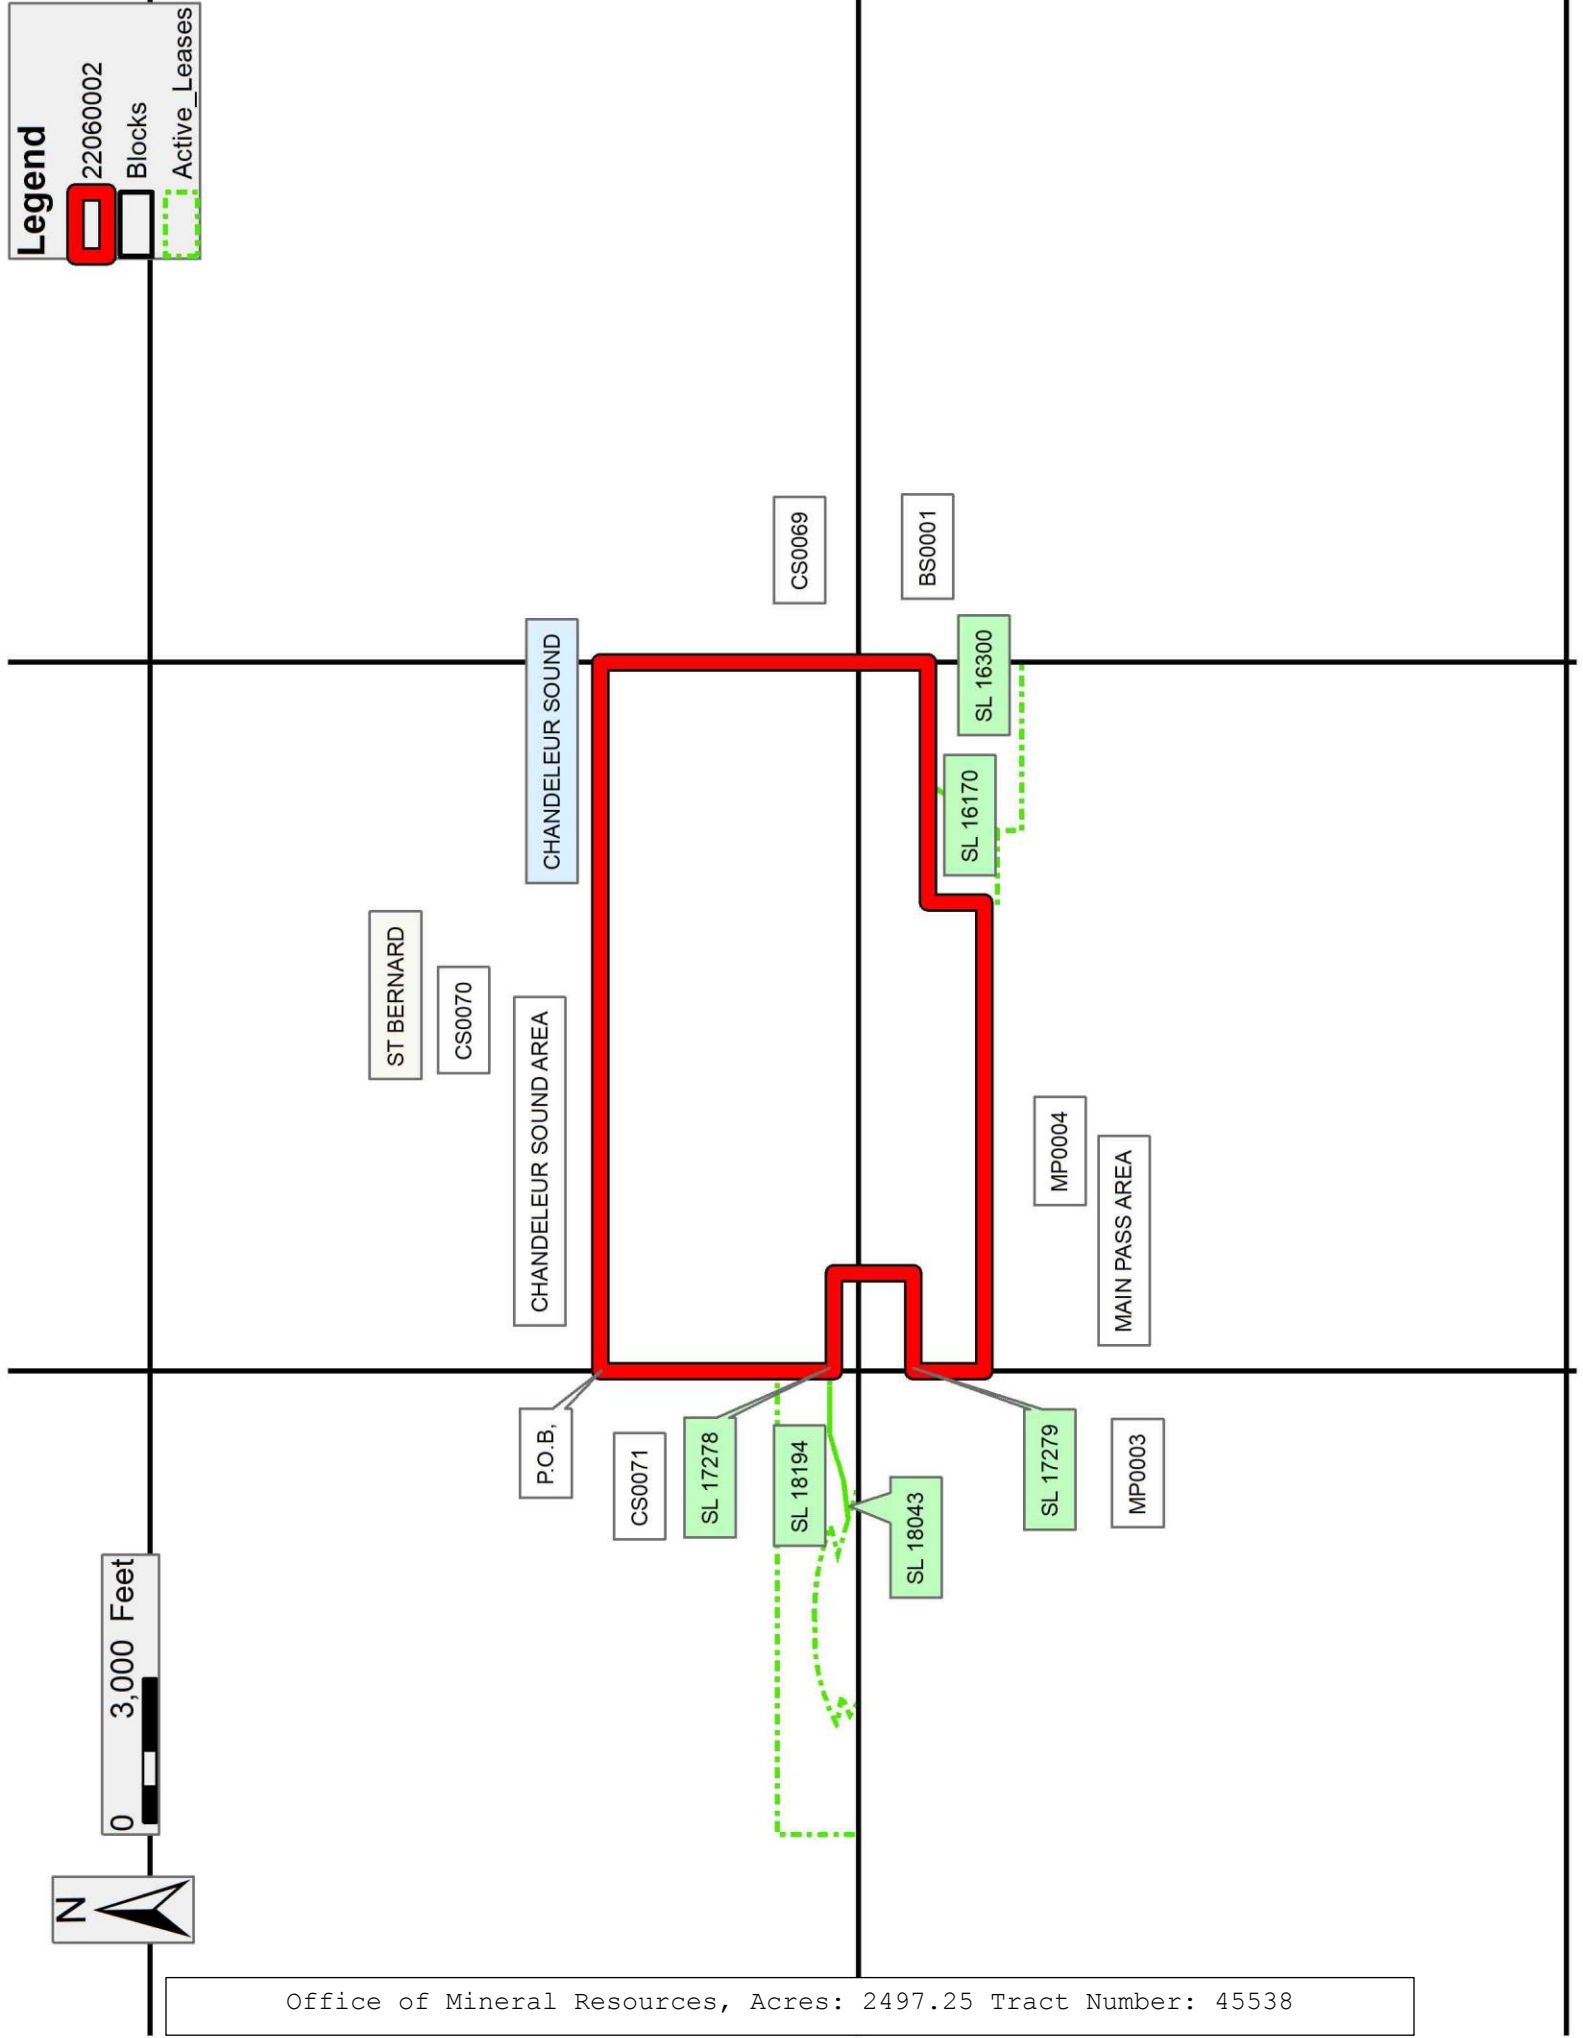 Legend
22060002
Blocks
Active_Leases
N
0 3,000 Feet
ST BERNARD
CS0070
CHANDELEUR SOUND AREA
CHANDELEUR SOUND
P.O.B,
CS0071
SL 17278
SL 18194
SL 18043
SL 17279
MP0003
CS0069
BS0001
SL 16300
SL 16170
MP0004
MAIN PASS AREA
Office of Mineral Resources, Acres: 2497.25 Tract Number: 45538